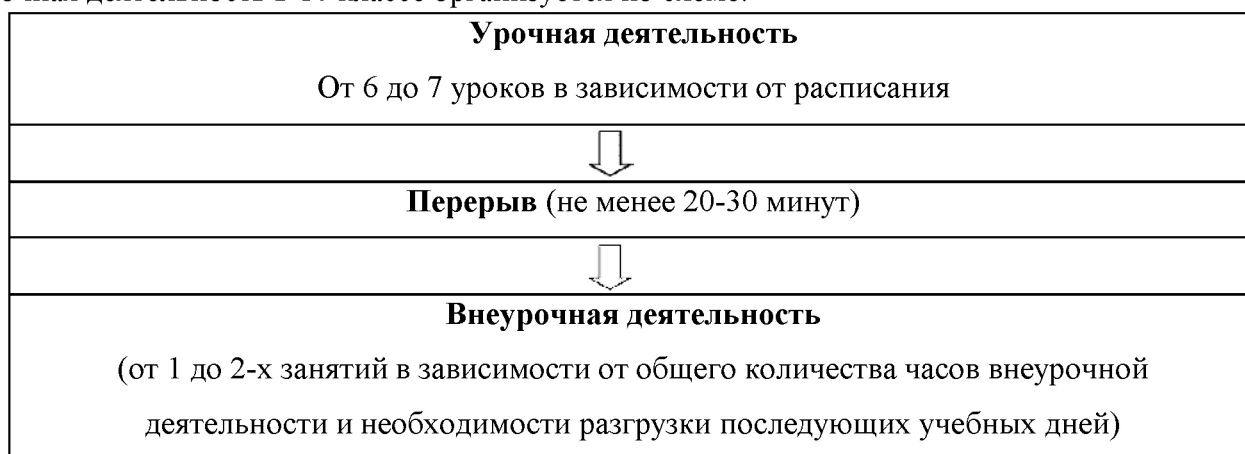 деятельность
Урочная деятельность
От 6 до 7 уроков в зависимости от расписания
Перерыв (не менее 20-30 минут)
Внеурочная деятельность
(от 1 до 2-х занятий в зависимости от общего количества часов внеурочной
деятельности и необходимости разгрузки последующих учебных дней)